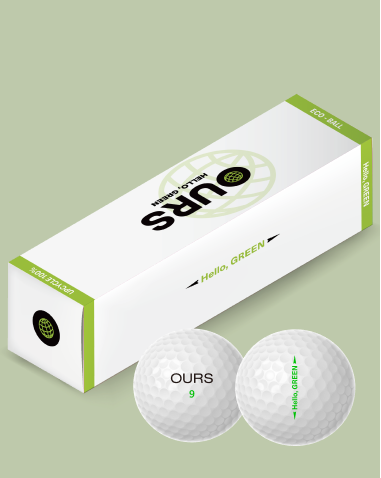 ECO - BALL
Hello, GREEN
OURS
HELLO, GREEN
Hello, GREEN
UPCYCLE 100%
OURS
9
Hello, GREEN